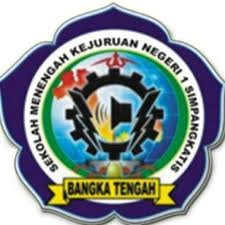 SEKOLAH MENENGAH KEJURUAN NEGERI 1 SIMPANGKATIS
BANGKA TENGAH